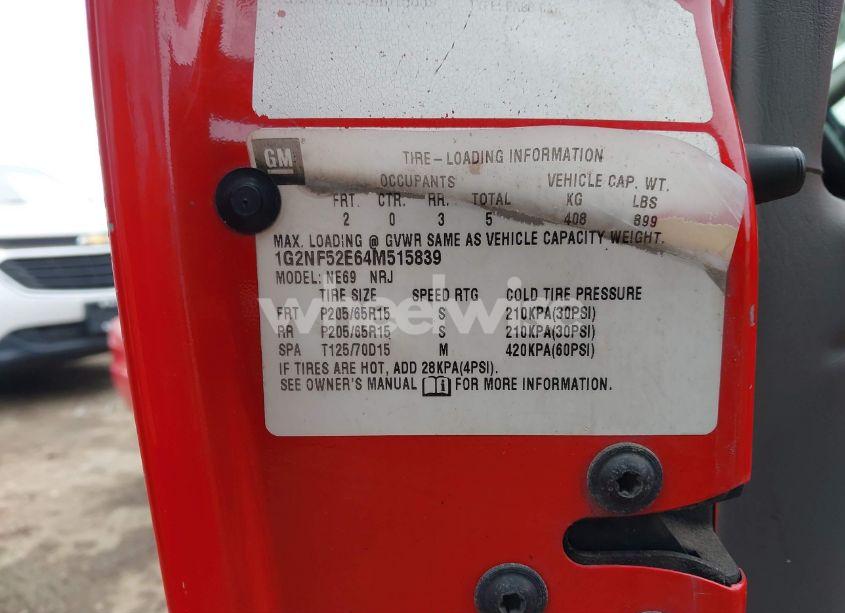 GM
TIRE-LOADING INFORMATION
OCCUPANTS VEHICLE CAP. WT.
FRT. CTR. RR. TOTAL KG LBS
2 0 3 5 408 899
MAX. LOADING @ GVWR SAME AS VEHICLE CAPACITY WEIGHT.
1G2NF52E64M515839
MODEL: NE69 NRJ
TIRE SIZE SPEED RTG COLD TIRE PRESSURE
FRT P205/65R15 S 210KPA(30PSI)
RR P205/65R15 S 210KPA(30PSI)
SPA T125/70D15 M 420KPA(60PSI)
IF TIRES ARE HOT, ADD 28KPA(4PSI).
SEE OWNER'S MANUAL FOR MORE INFORMATION.